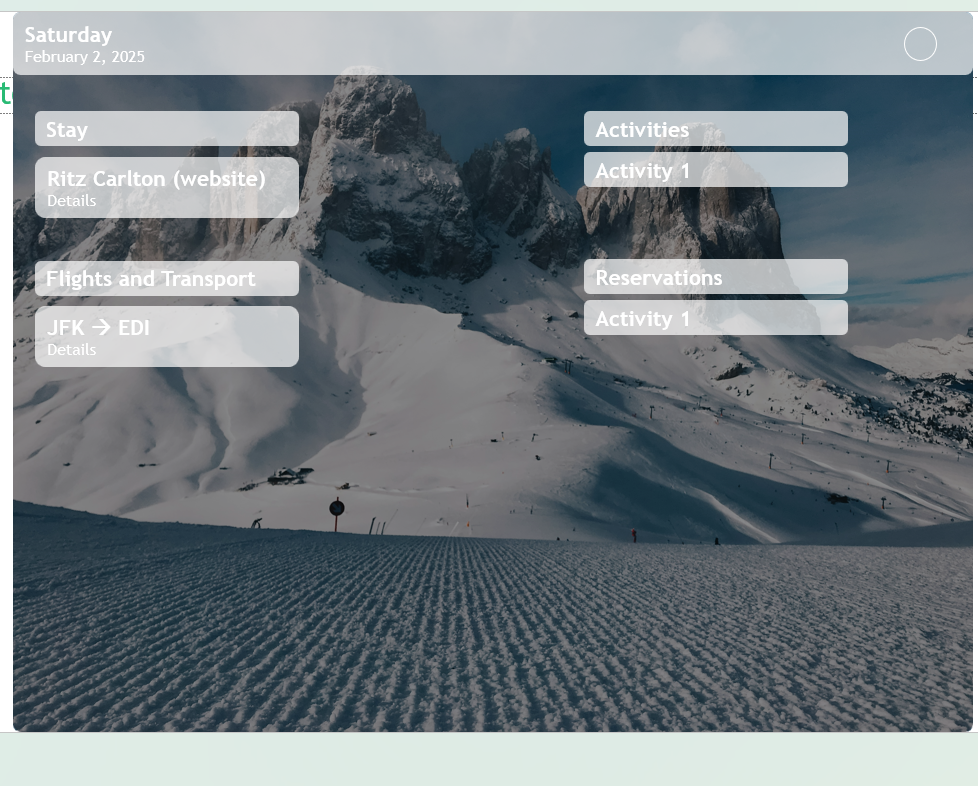 Saturday
February 2, 2025
t
Stay
Ritz Carlton (website)
Details
Flights and Transport
JFK → EDI
Details
Activities
Activity 1
Reservations
Activity 1